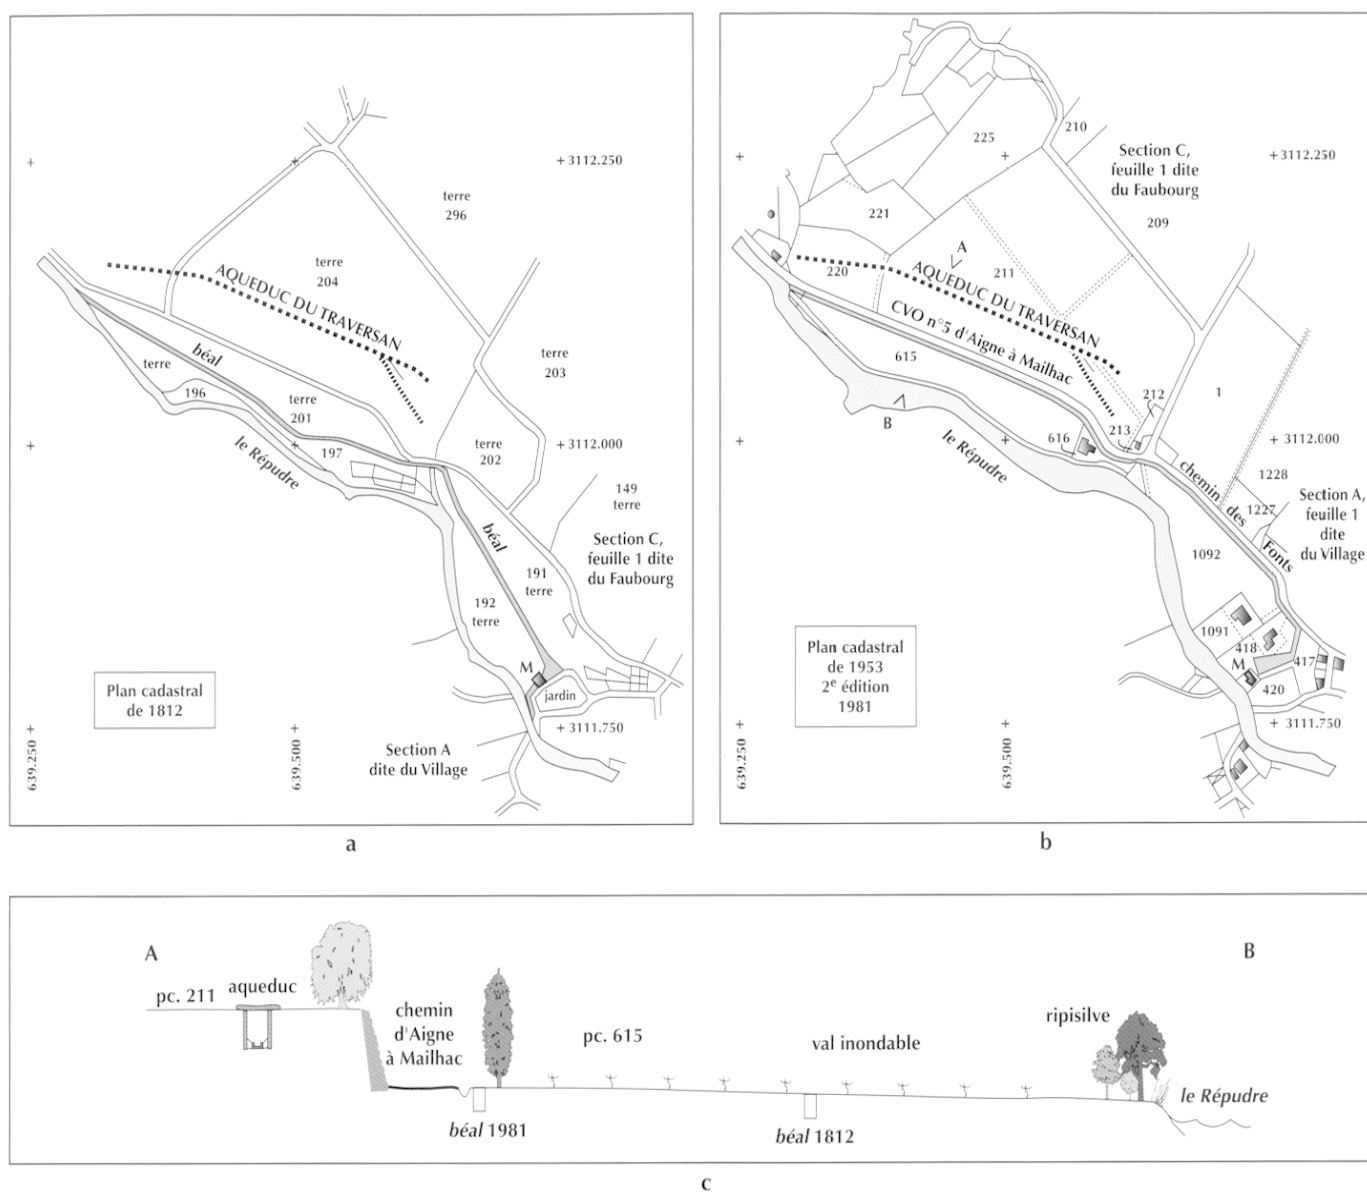 + 3112.250
terre
296
terre
204
AQUEDUC DU TRAVERSAN
béal
terre
196
terre
201
terre
203
le Répudre
197
terre
202
+ 3112.000
149
terre
béal
Section C,
feuille 1 dite
du Faubourg
191
terre
192
terre
M
jardin
Plan cadastral
de 1812
+ 3111.750
639.250
639.500
Section A
dite du Village
a
210
225
Section C,
feuille 1 dite
du Faubourg
+ 3112.250
221
209
A
211
220
AQUEDUC DU TRAVERSAN
CVO n°5 d'Aigne à Mailhac
615
B
212
1
213
616
+ 3112.000
le Répudre
chemin
des
Fonts
1228
1227
Section A,
feuille 1
dite
du Village
1092
1091
418
417
M
420
Plan cadastral
de 1953
2e édition
1981
+ 3111.750
639.250
639.500
b
A
B
pc. 211
aqueduc
chemin
d'Aigne
à Mailhac
pc. 615
val inondable
ripisilve
le Répudre
béal 1981
béal 1812
c